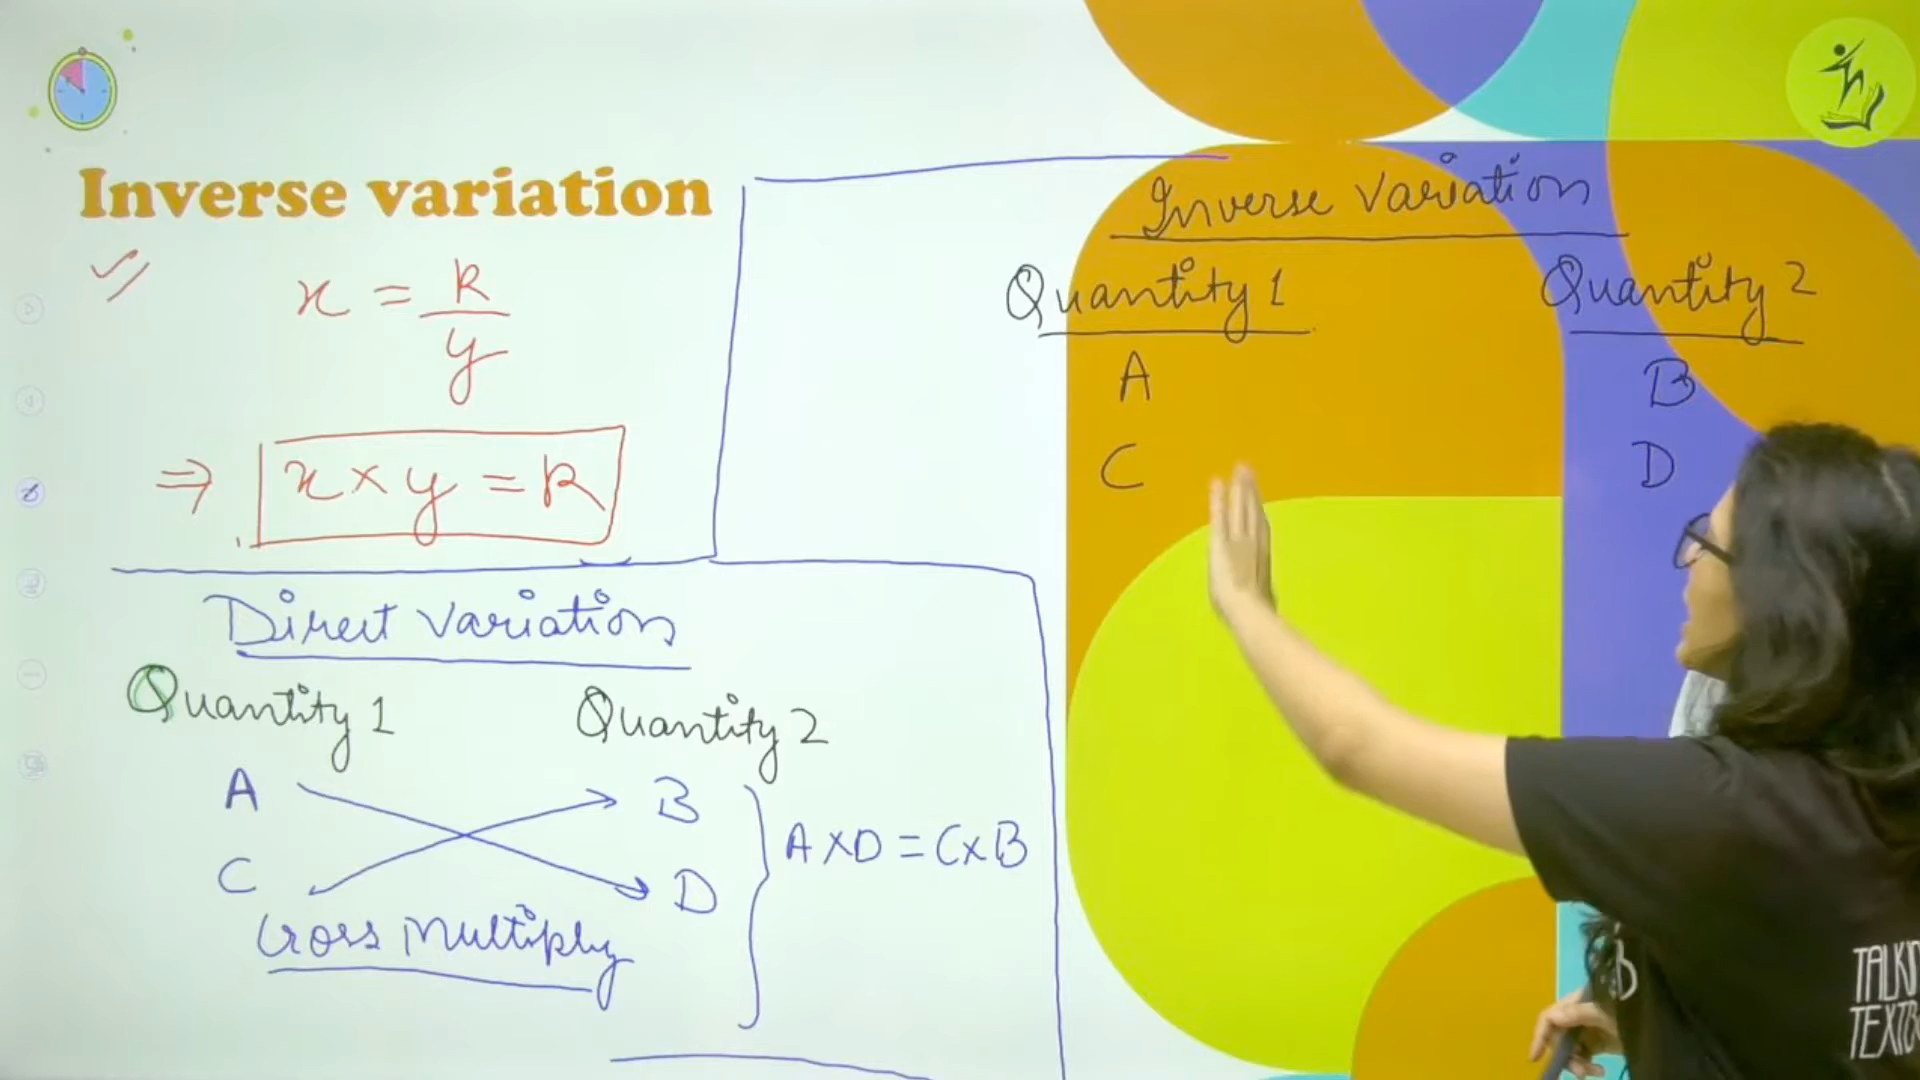 Inverse variation
x = k/y
⇒ x × y = k
Direct Variation
Quantity 1 Quantity 2
A B
C D
A × D = C × B
Cross Multiply
Inverse Variation
Quantity 1 Quantity 2
A B
C D